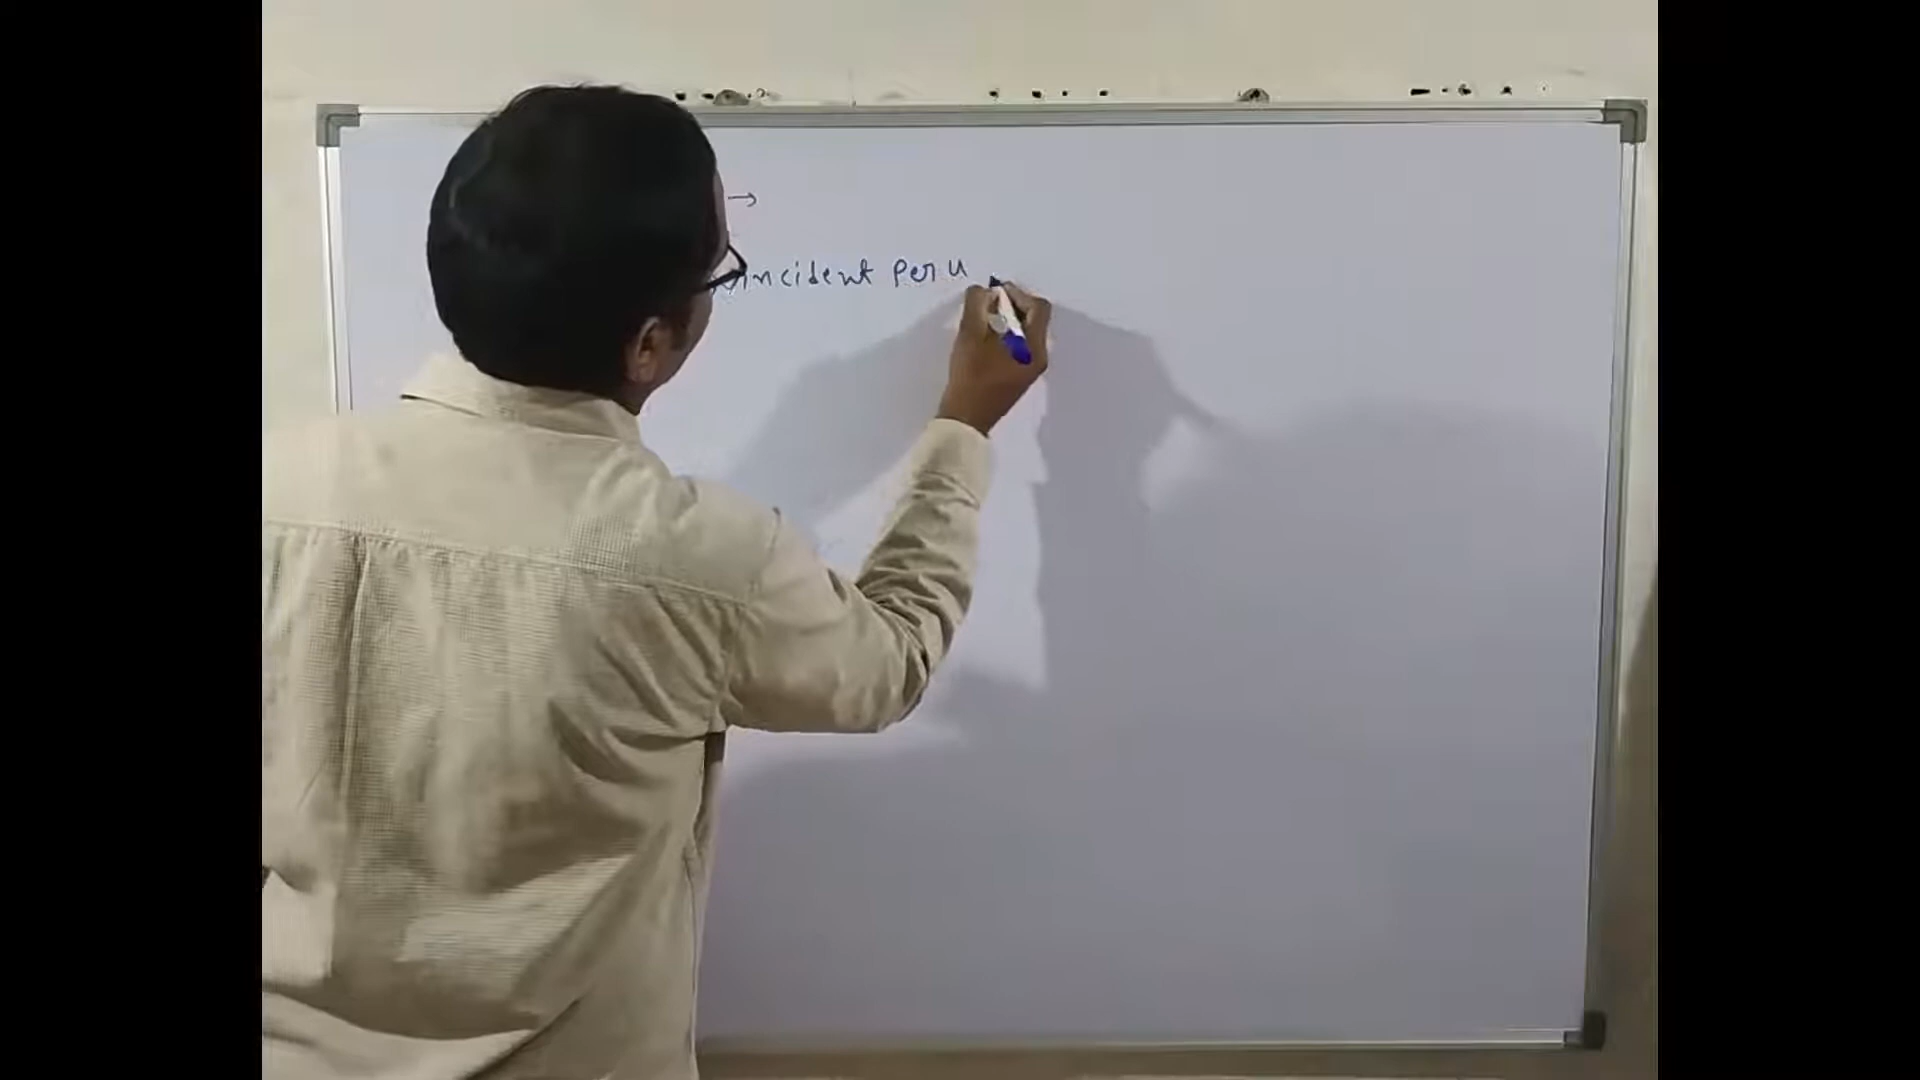 →
incident Per u